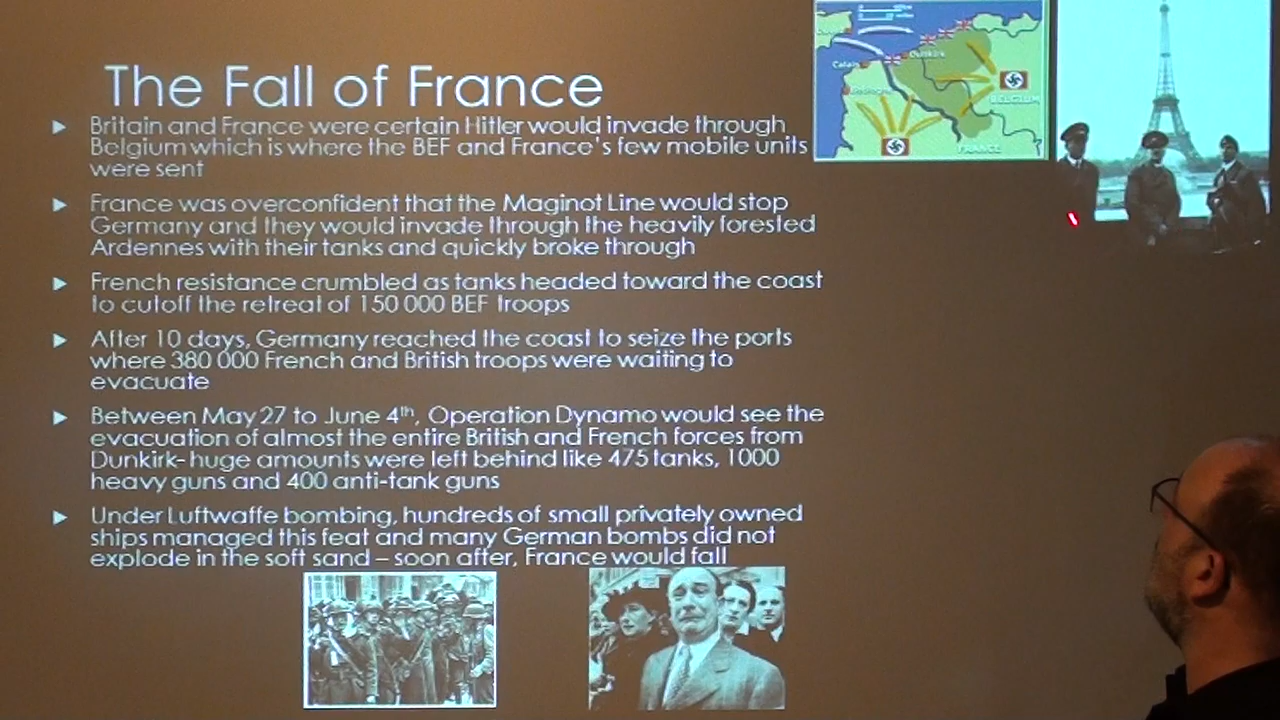 The Fall of France
► Britain and France were certain Hitler would invade through
Belgium which is where the BEF and France's few mobile units
were sent
► France was overconfident that the Maginot Line would stop
Germany and they would invade through the heavily forested
Ardennes with their tanks and quickly broke through
► French resistance crumbled as tanks headed toward the coast
to cutoff the retreat of 150 000 BEF troops
► After 10 days, Germany reached the coast to seize the ports
where 380 000 French and British troops were waiting to
evacuate
► Between May 27 to June 4th, Operation Dynamo would see the
evacuation of almost the entire British and French forces from
Dunkirk- huge amounts were left behind like 475 tanks, 1000
heavy guns and 400 anti-tank guns
► Under Luftwaffe bombing, hundreds of small privately owned
ships managed this feat and many German bombs did not
explode in the soft sand – soon after, France would fall
Dunkirk
Calais
BELGIUM
FRANCE